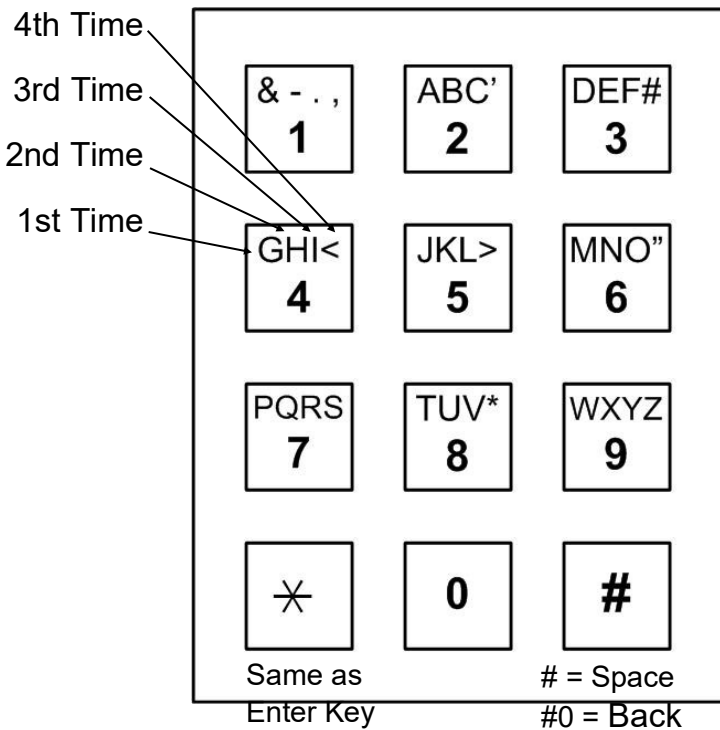 4th Time
3rd Time
2nd Time
1st Time
& - . ,
1
ABC’
2
DEF#
3
GHI<
4
JKL>
5
MNO”
6
PQRS
7
TUV*
8
WXYZ
9
*
0
#
Same as
Enter Key
# = Space
#0 = Back